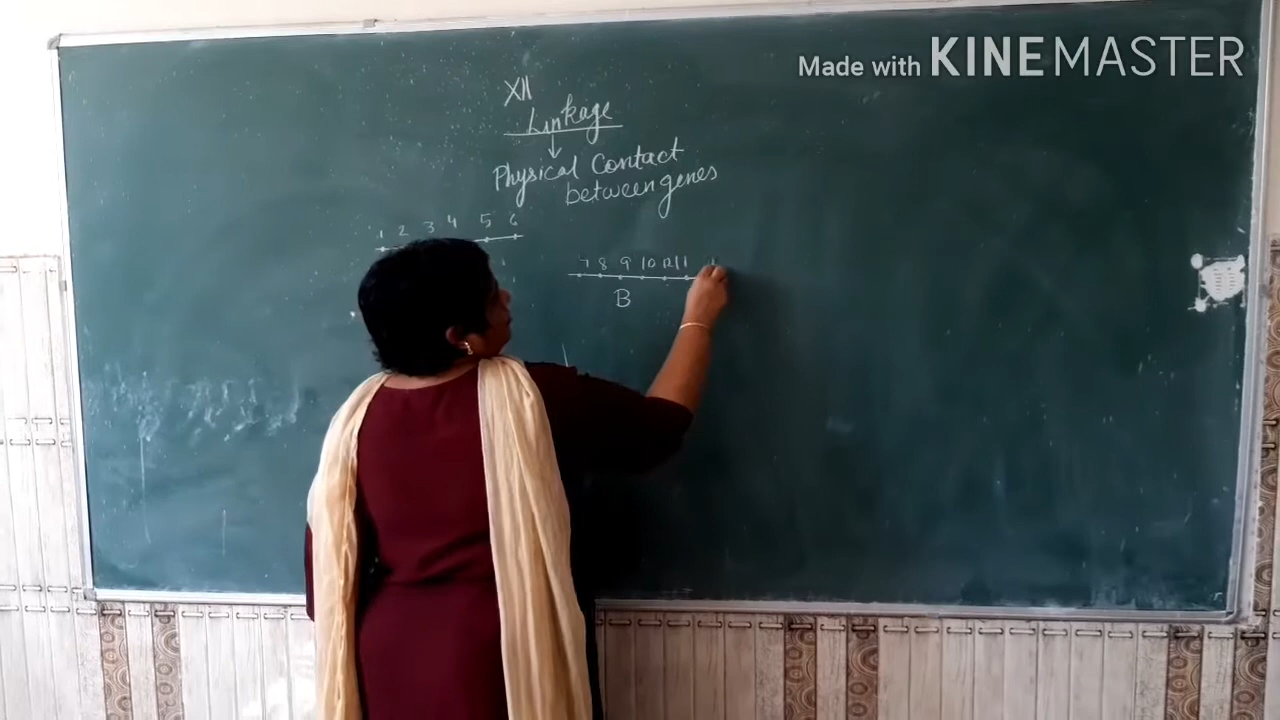 Made with KINEMASTER
XII
Linkage
Physical Contact
between genes
1 2 3 4 5 6
7 8 9 10 12 11
B